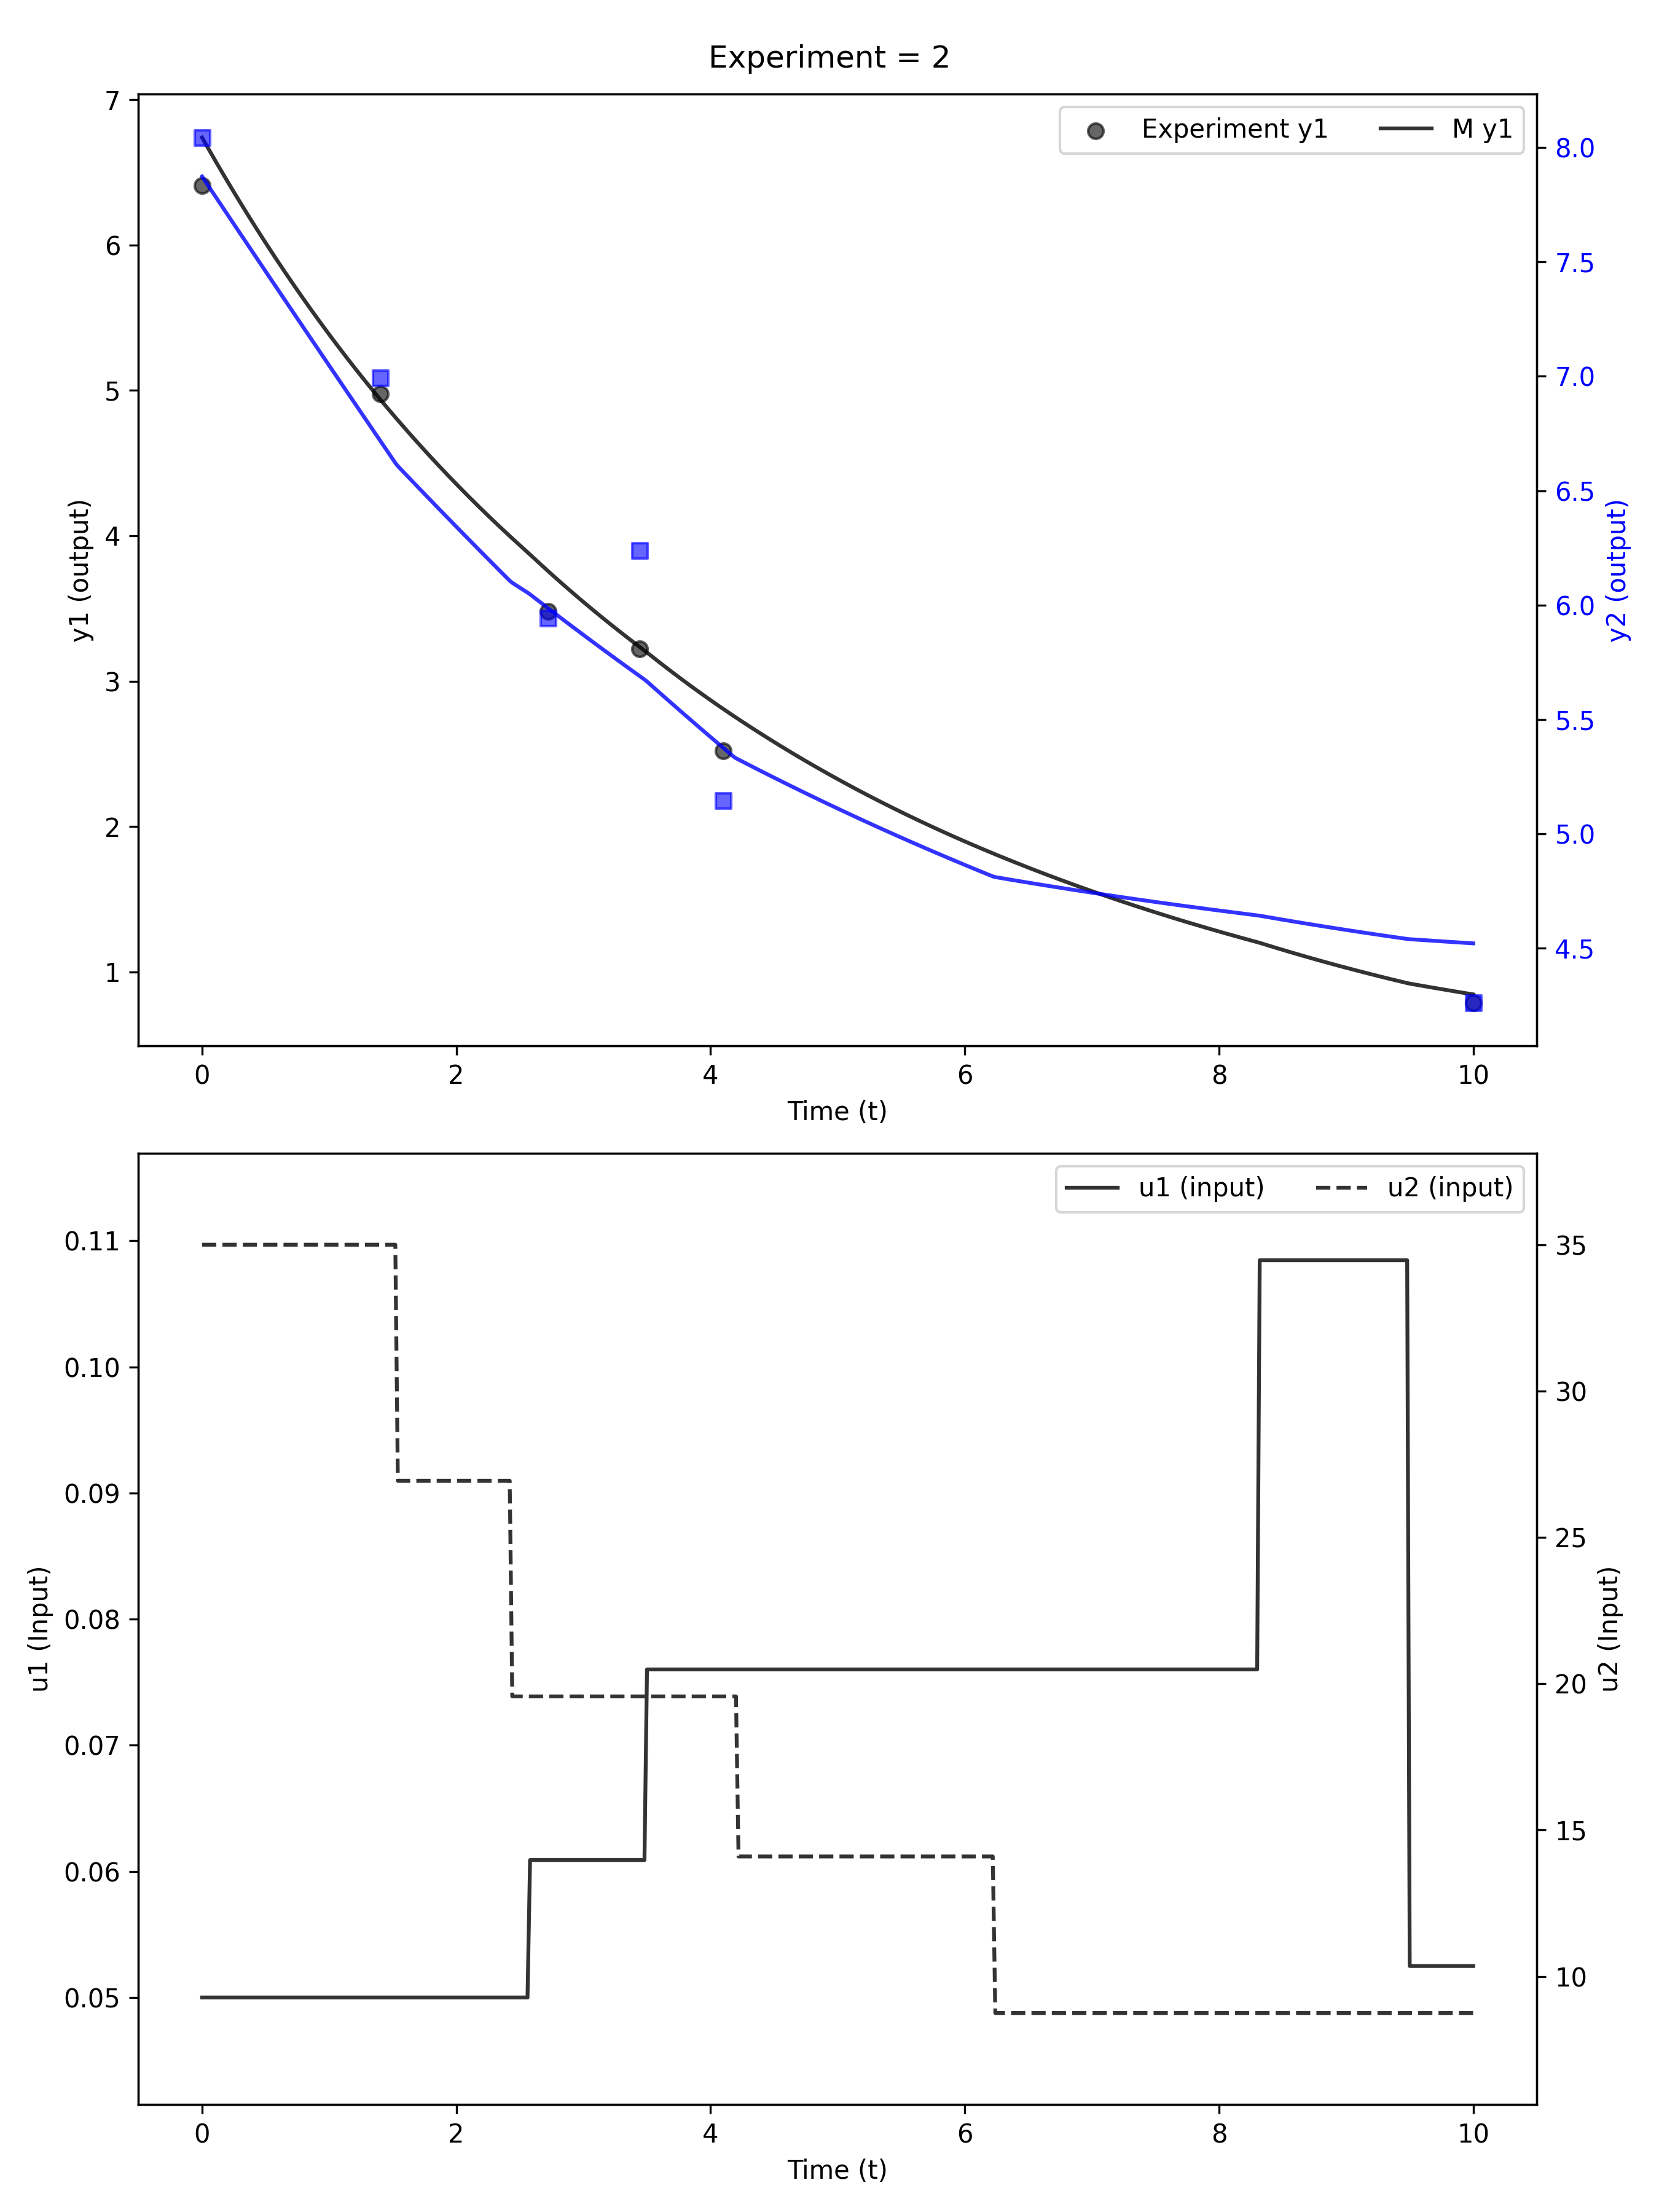 Experiment = 2
Experiment y1 M y1
7
6
5
4
3
2
1
y1 (output)
8.0
7.5
7.0
6.5
6.0
5.5
5.0
4.5
y2 (output)
0 2 4 6 8 10
Time (t)
u1 (input) u2 (input)
0.11
0.10
0.09
0.08
0.07
0.06
0.05
u1 (Input)
35
30
25
20
15
10
u2 (Input)
0 2 4 6 8 10
Time (t)